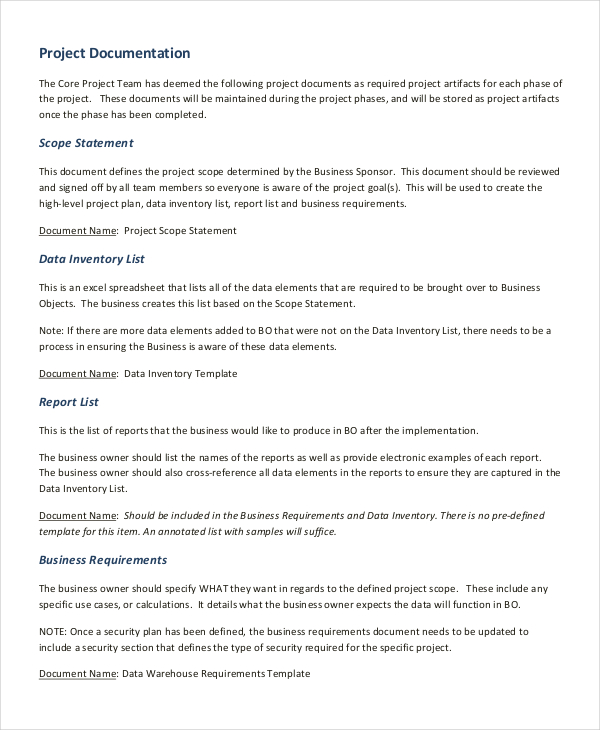 Project Documentation
The Core Project Team has deemed the following project documents as required project artifacts for each phase of
the project.   These documents will be maintained during the project phases, and will be stored as project artifacts
once the phase has been completed.
Scope Statement
This document defines the project scope determined by the Business Sponsor.  This document should be reviewed
and signed off by all team members so everyone is aware of the project goal(s).  This will be used to create the
high-level project plan, data inventory list, report list and business requirements.
Document Name:  Project Scope Statement
Data Inventory List
This is an excel spreadsheet that lists all of the data elements that are required to be brought over to Business
Objects.  The business creates this list based on the Scope Statement.
Note: If there are more data elements added to BO that were not on the Data Inventory List, there needs to be a
process in ensuring the Business is aware of these data elements.
Document Name:  Data Inventory Template
Report List
This is the list of reports that the business would like to produce in BO after the implementation.
The business owner should list the names of the reports as well as provide electronic examples of each report.
The business owner should also cross-reference all data elements in the reports to ensure they are captured in the
Data Inventory List.
Document Name:  Should be included in the Business Requirements and Data Inventory. There is no pre-defined
template for this item. An annotated list with samples will suffice.
Business Requirements
The business owner should specify WHAT they want in regards to the defined project scope.   These include any
specific use cases, or calculations.  It details what the business owner expects the data will function in BO.
NOTE: Once a security plan has been defined, the business requirements document needs to be updated to
include a security section that defines the type of security required for the specific project.
Document Name: Data Warehouse Requirements Template